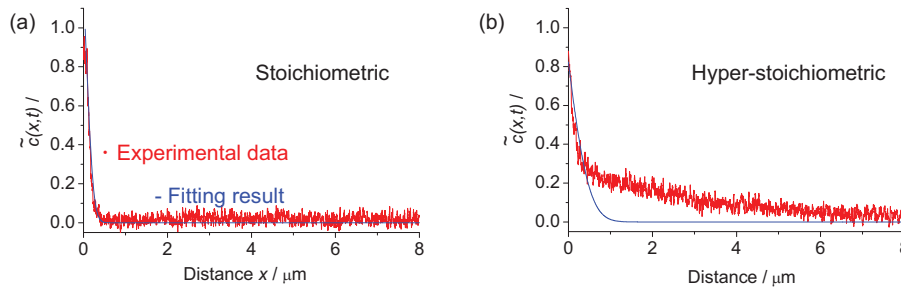 (a)
1.0
0.8
0.6
0.4
0.2
0.0
c̃(x,t) /
Stoichiometric
· Experimental data
- Fitting result
0 2 4 6 8
Distance x / μm
(b)
1.0
0.8
0.6
0.4
0.2
0.0
c̃(x,t) /
Hyper-stoichiometric
0 2 4 6 8
Distance / μm